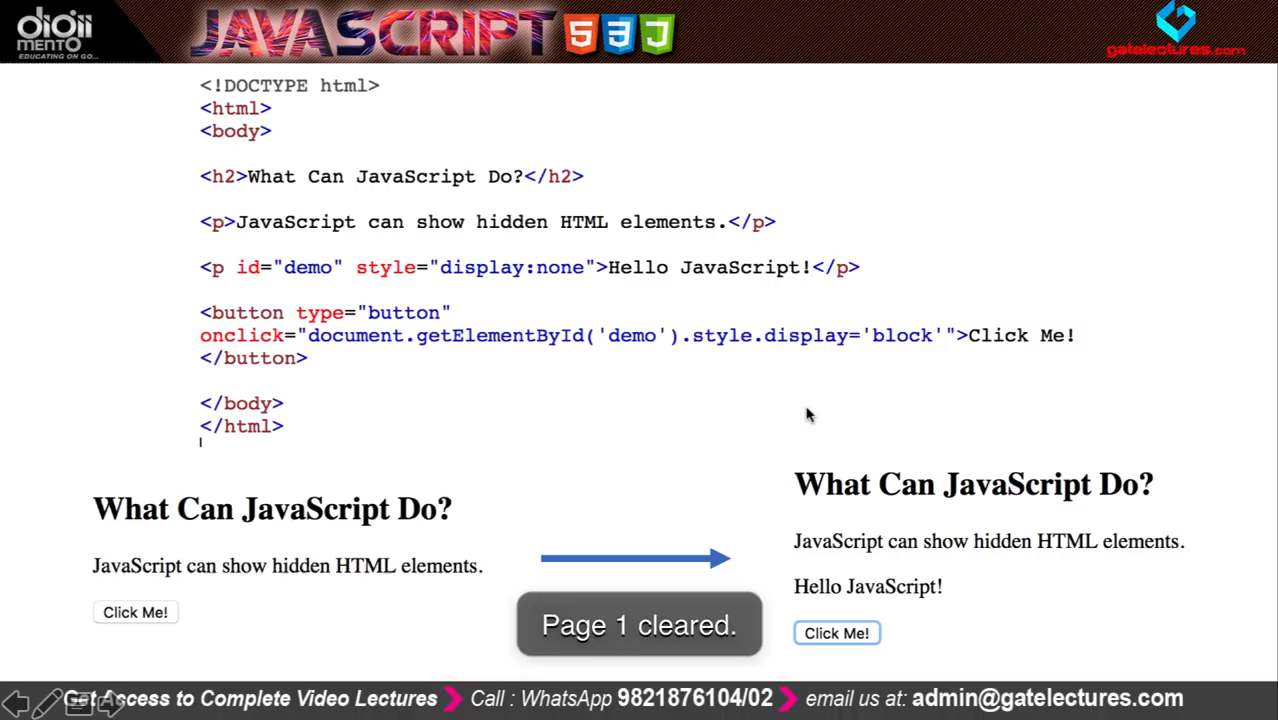 didii
MENTO
EDUCATING ON GO...
JAVASCRIPT
5 3 J
gatelectures.com
<!DOCTYPE html>
<html>
<body>
<h2>What Can JavaScript Do?</h2>
<p>JavaScript can show hidden HTML elements.</p>
<p id="demo" style="display:none">Hello JavaScript!</p>
<button type="button"
onclick="document.getElementById('demo').style.display='block'">Click Me!
</button>
</body>
</html>
What Can JavaScript Do?
JavaScript can show hidden HTML elements.
Click Me!
What Can JavaScript Do?
JavaScript can show hidden HTML elements.
Hello JavaScript!
Click Me!
Page 1 cleared.
Get Access to Complete Video Lectures Call : WhatsApp 9821876104/02 email us at: admin@gatelectures.com